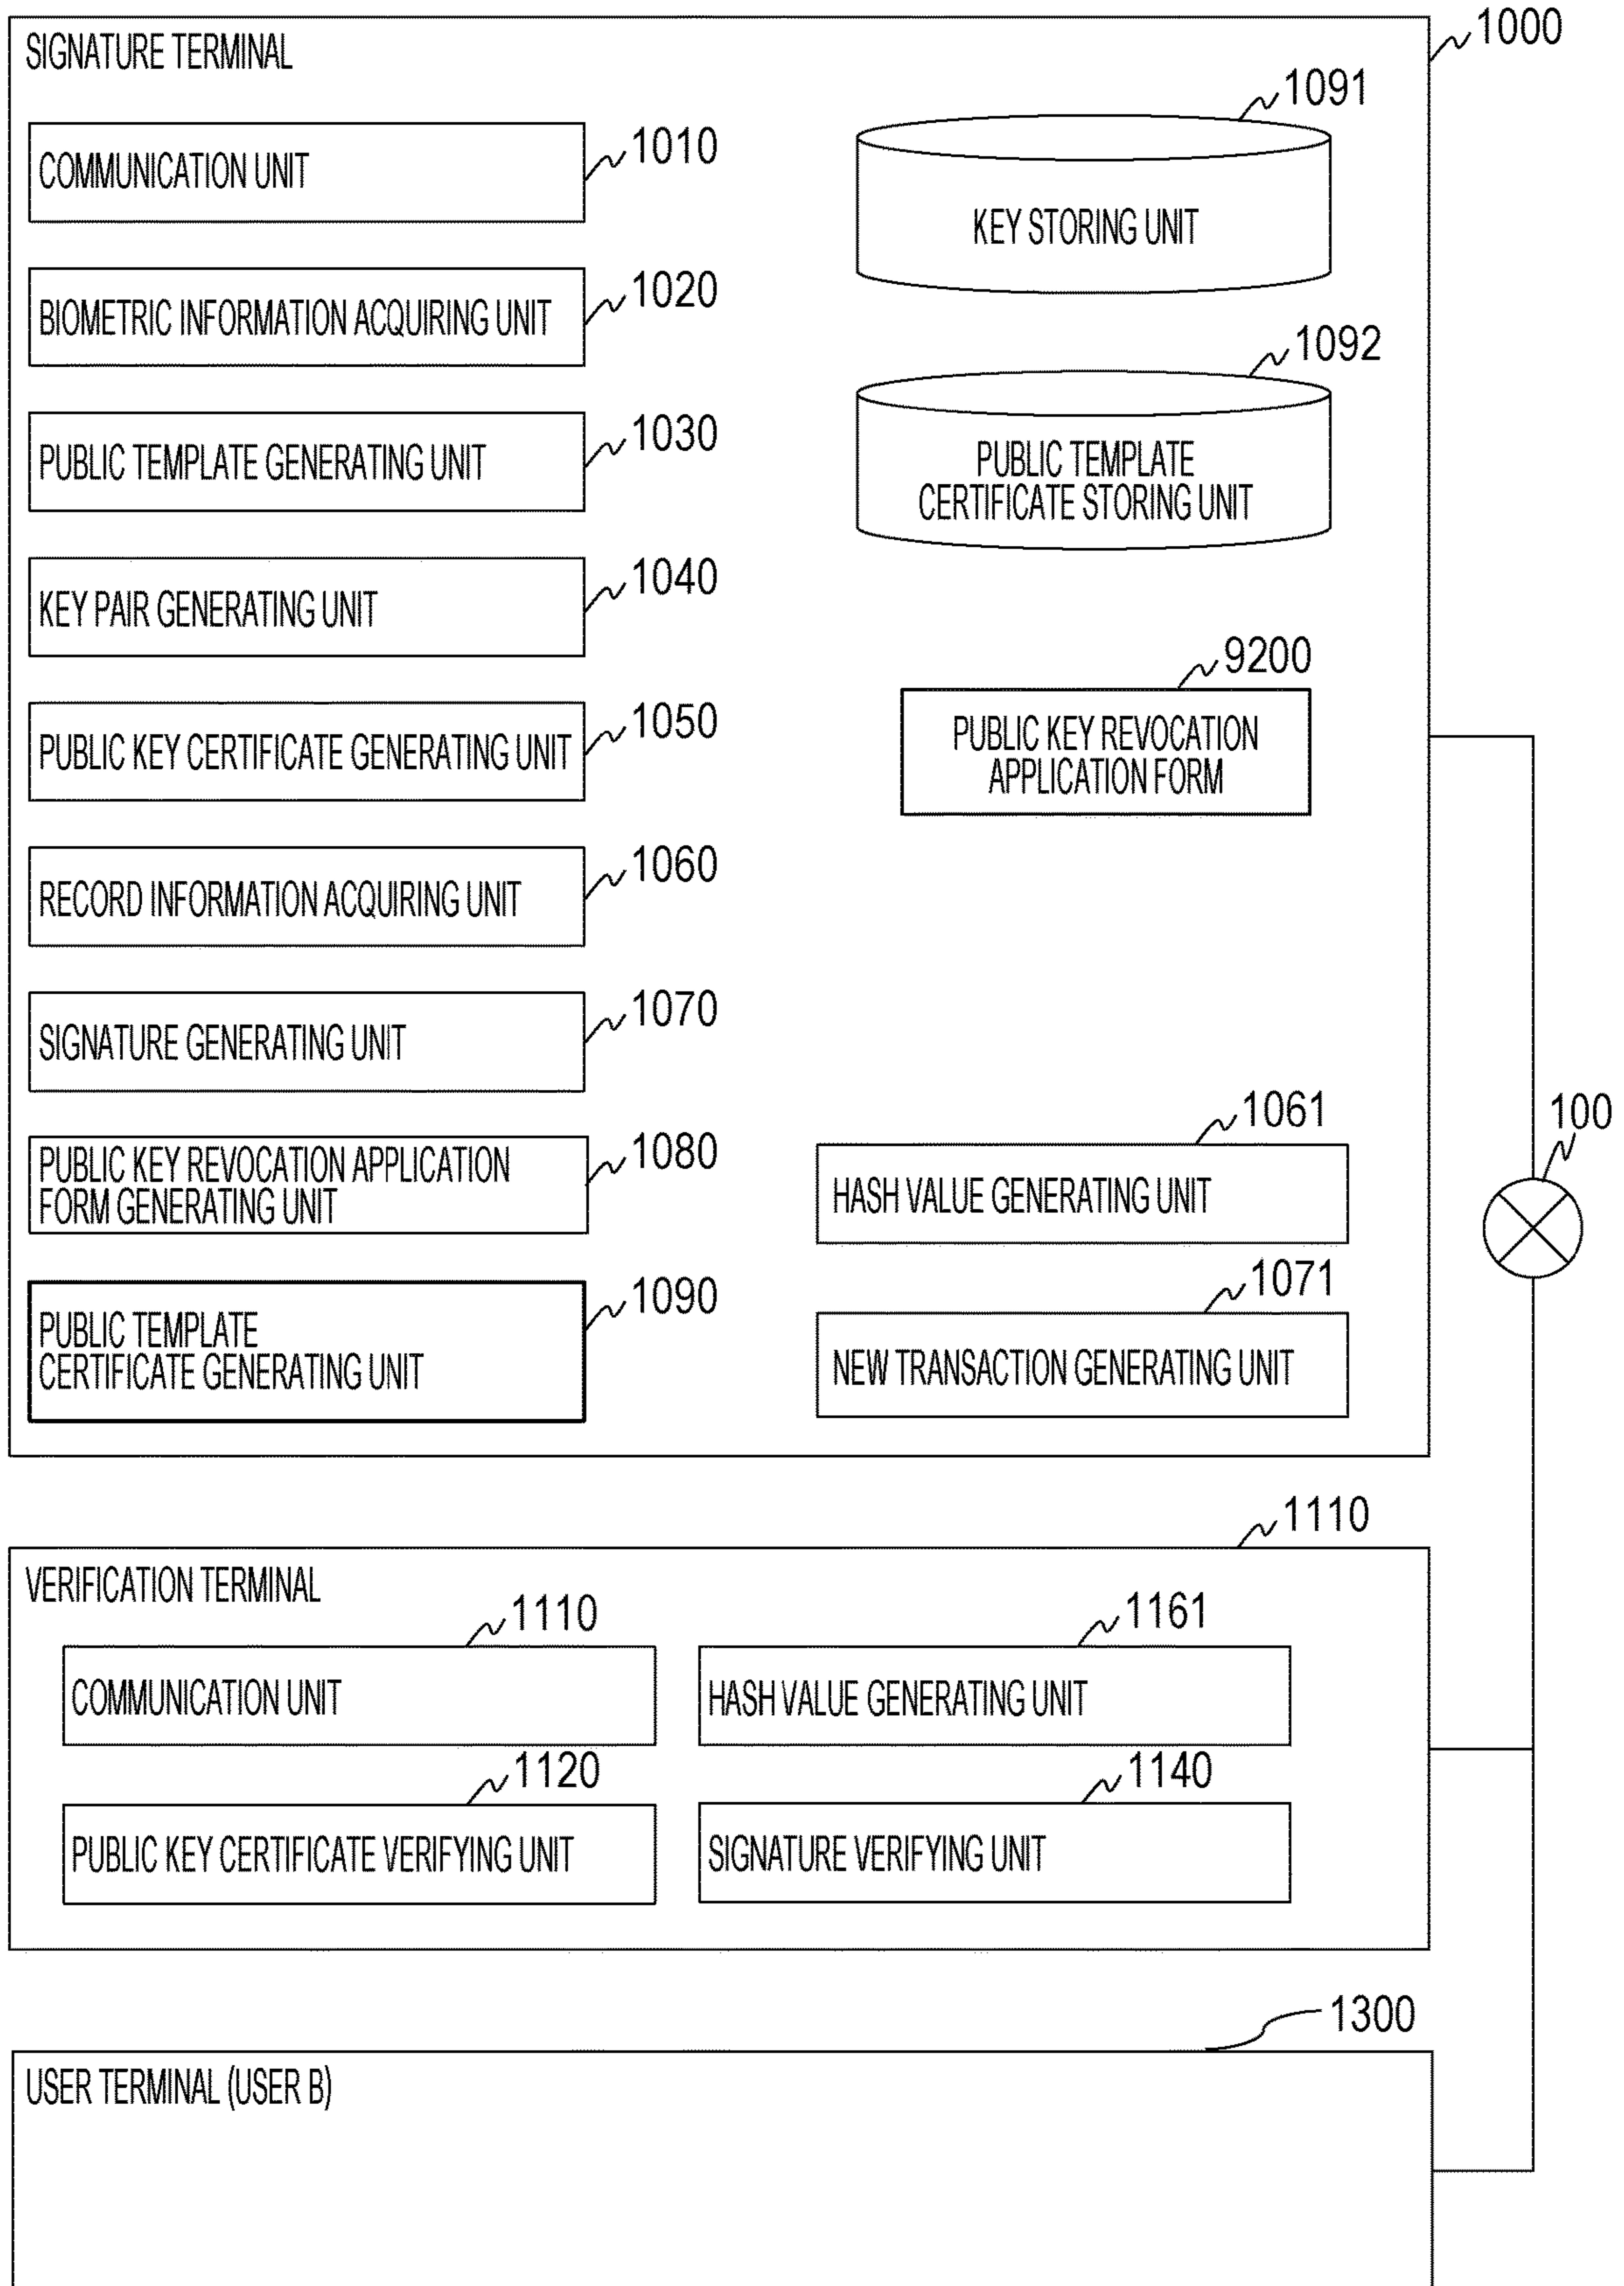 1000
SIGNATURE TERMINAL
1091
1010
COMMUNICATION UNIT
KEY STORING UNIT
1020
BIOMETRIC INFORMATION ACQUIRING UNIT
1092
1030
PUBLIC TEMPLATE GENERATING UNIT
PUBLIC TEMPLATE
CERTIFICATE STORING UNIT
1040
KEY PAIR GENERATING UNIT
9200
1050
PUBLIC KEY CERTIFICATE GENERATING UNIT
PUBLIC KEY REVOCATION
APPLICATION FORM
1060
RECORD INFORMATION ACQUIRING UNIT
1070
SIGNATURE GENERATING UNIT
1061
100
1080
PUBLIC KEY REVOCATION APPLICATION
FORM GENERATING UNIT
HASH VALUE GENERATING UNIT
1090
1071
PUBLIC TEMPLATE
CERTIFICATE GENERATING UNIT
NEW TRANSACTION GENERATING UNIT
1110
VERIFICATION TERMINAL
1110
1161
COMMUNICATION UNIT
HASH VALUE GENERATING UNIT
1120
1140
PUBLIC KEY CERTIFICATE VERIFYING UNIT
SIGNATURE VERIFYING UNIT
1300
USER TERMINAL (USER B)